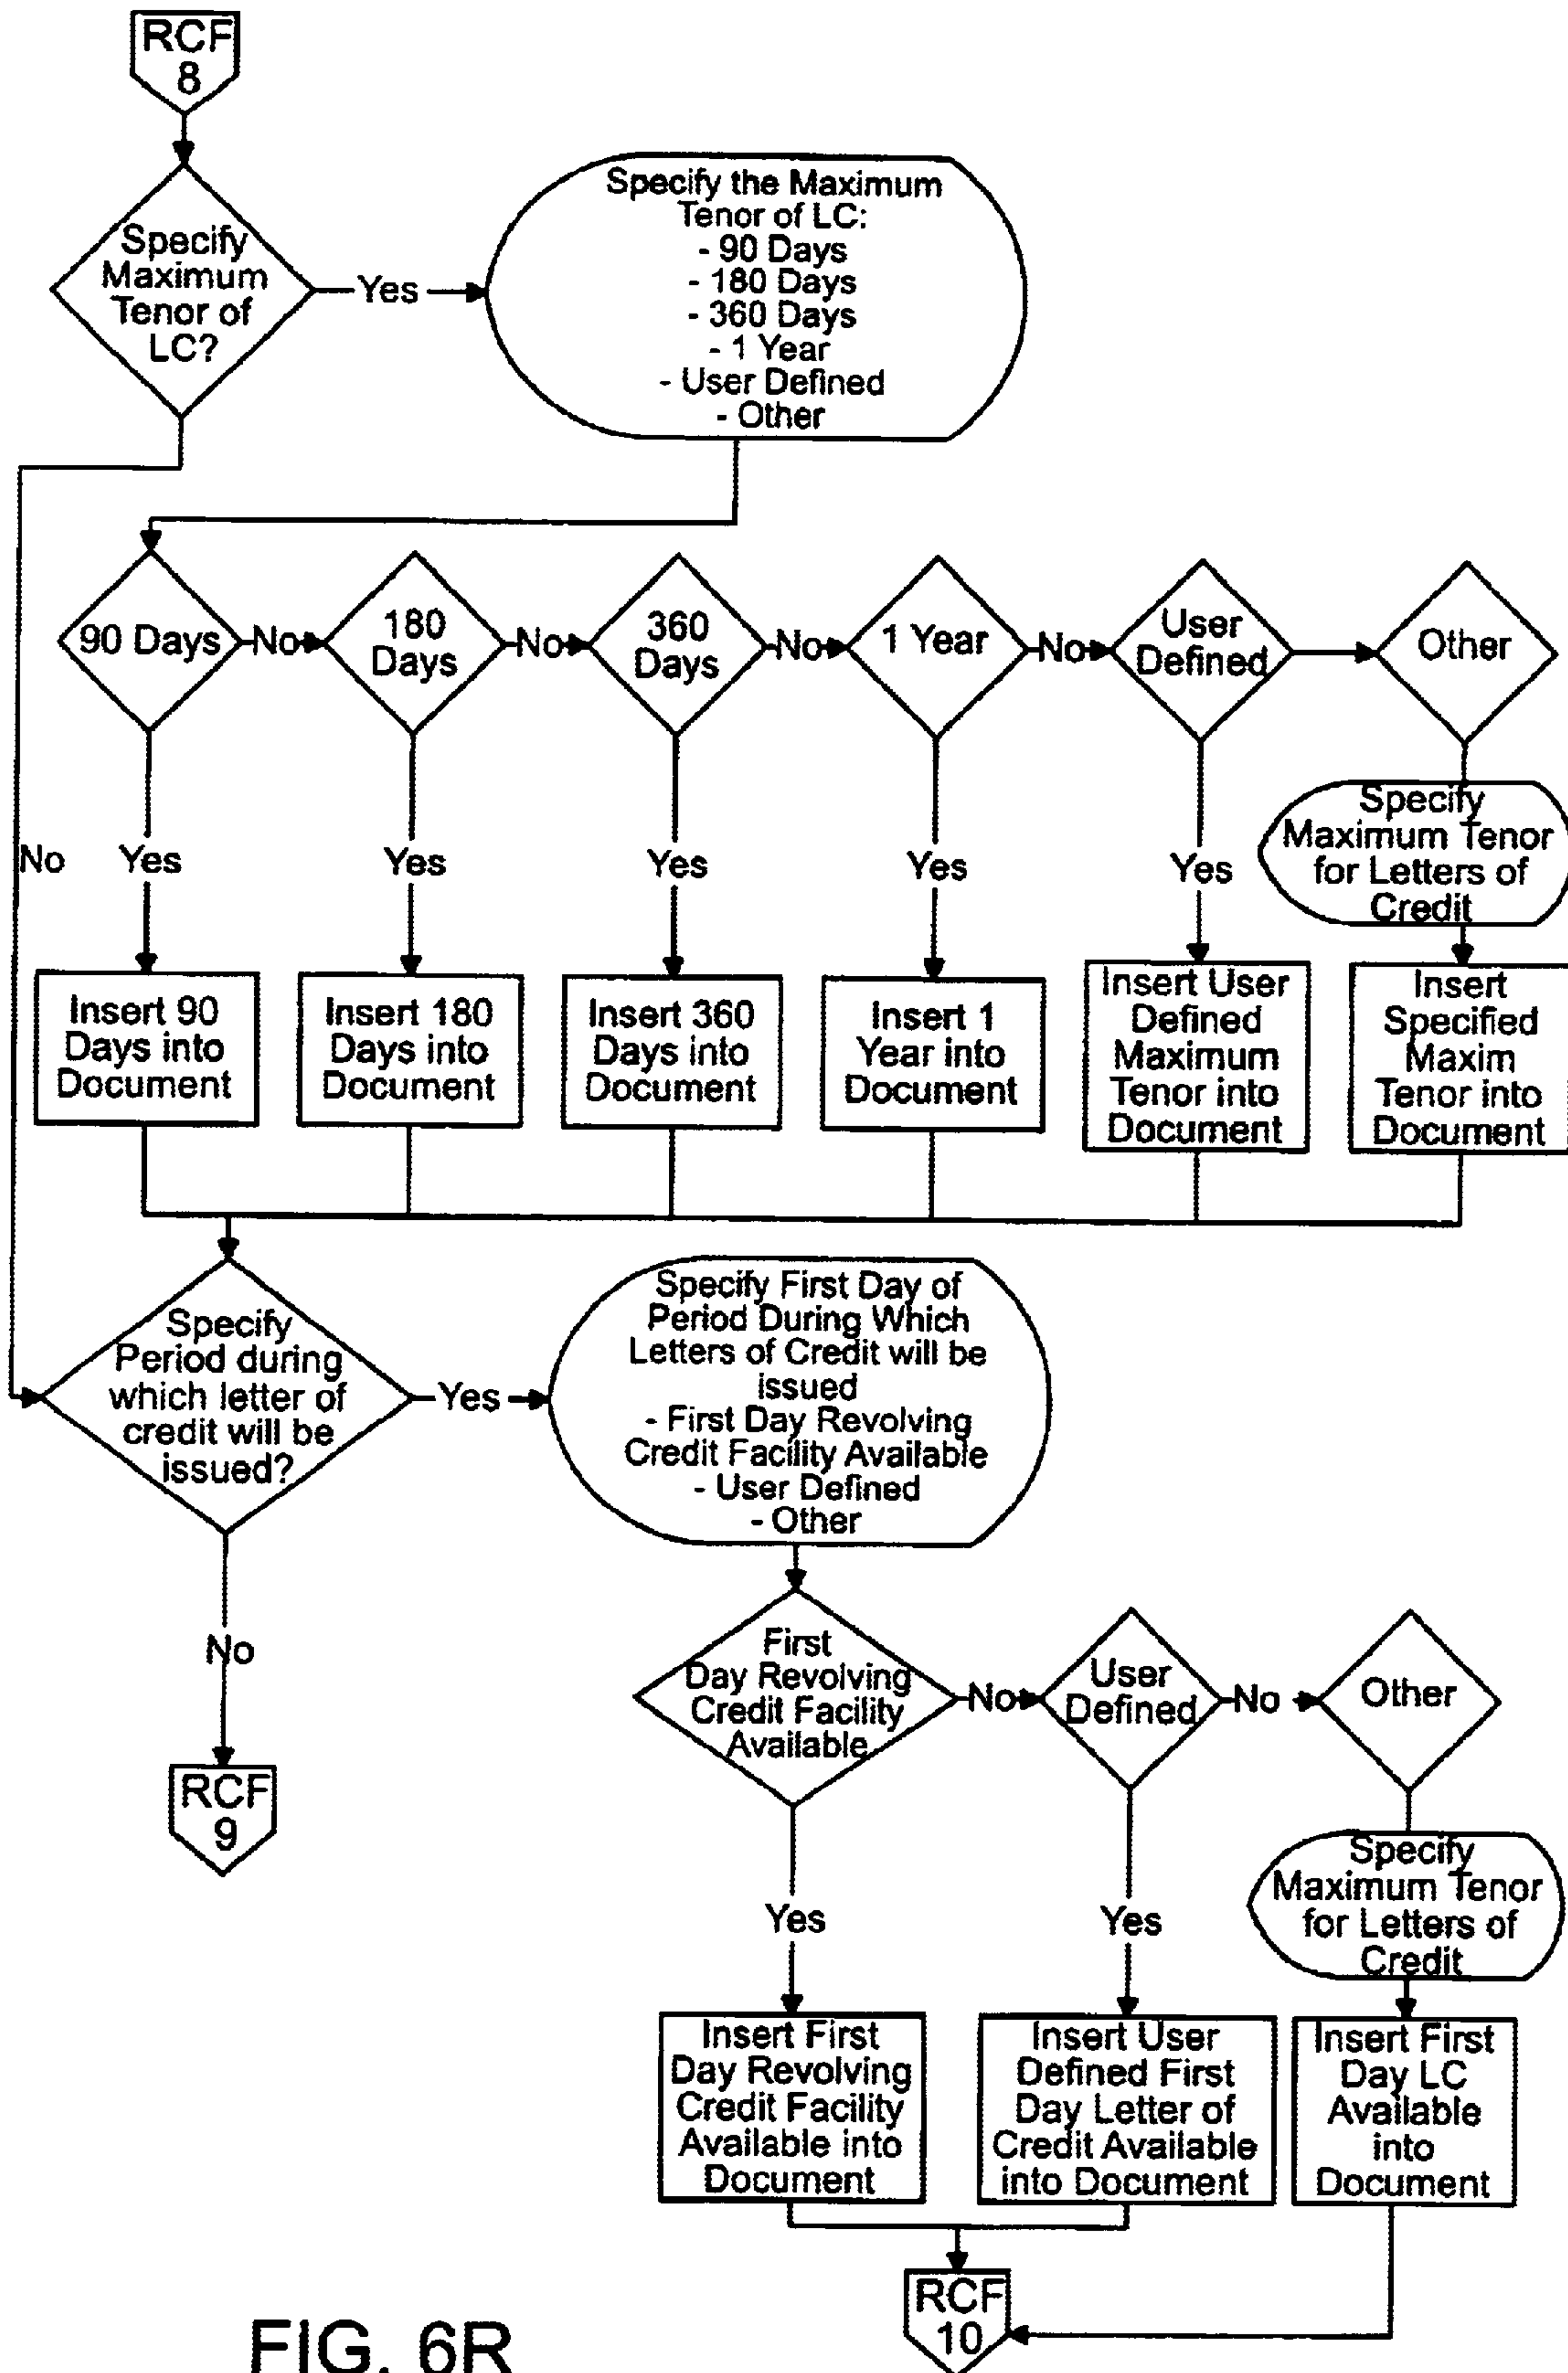 RCF
8
Specify
Maximum
Tenor of
LC?
Yes
Specify the Maximum
Tenor of LC:
- 90 Days
- 180 Days
- 360 Days
- 1 Year
- User Defined
- Other
90 Days
No
180
Days
No
360
Days
No
1 Year
No
User
Defined
Other
No
Yes
Yes
Yes
Yes
Yes
Specify
Maximum Tenor
for Letters of
Credit
Insert 90
Days into
Document
Insert 180
Days into
Document
Insert 360
Days into
Document
Insert 1
Year into
Document
Insert User
Defined
Maximum
Tenor into
Document
Insert
Specified
Maxim
Tenor into
Document
Specify
Period during
which letter of
credit will be
issued?
Yes
Specify First Day of
Period During Which
Letters of Credit will be
issued
- First Day Revolving
Credit Facility Available
- User Defined
- Other
No
RCF
9
First
Day Revolving
Credit Facility
Available
No
User
Defined
No
Other
Yes
Yes
Specify
Maximum Tenor
for Letters of
Credit
Insert First
Day Revolving
Credit Facility
Available into
Document
Insert User
Defined First
Day Letter of
Credit Available
into Document
Insert First
Day LC
Available
into
Document
RCF
10
FIG. 6R